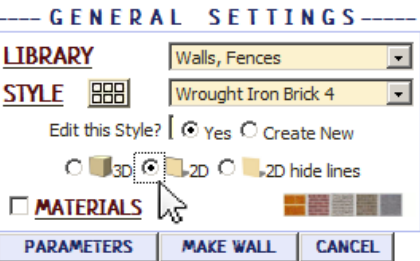 ---- GENERAL SETTINGS-----
LIBRARY Walls, Fences
STYLE Wrought Iron Brick 4
Edit this Style? [ Yes Create New
3D 2D 2D hide lines
MATERIALS
PARAMETERS MAKE WALL CANCEL